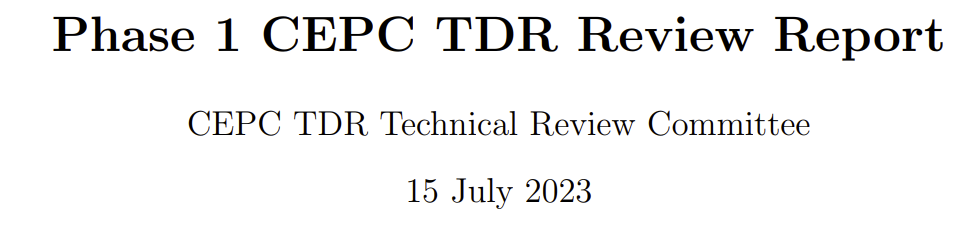 Phase 1 CEPC TDR Review Report
CEPC TDR Technical Review Committee
15 July 2023